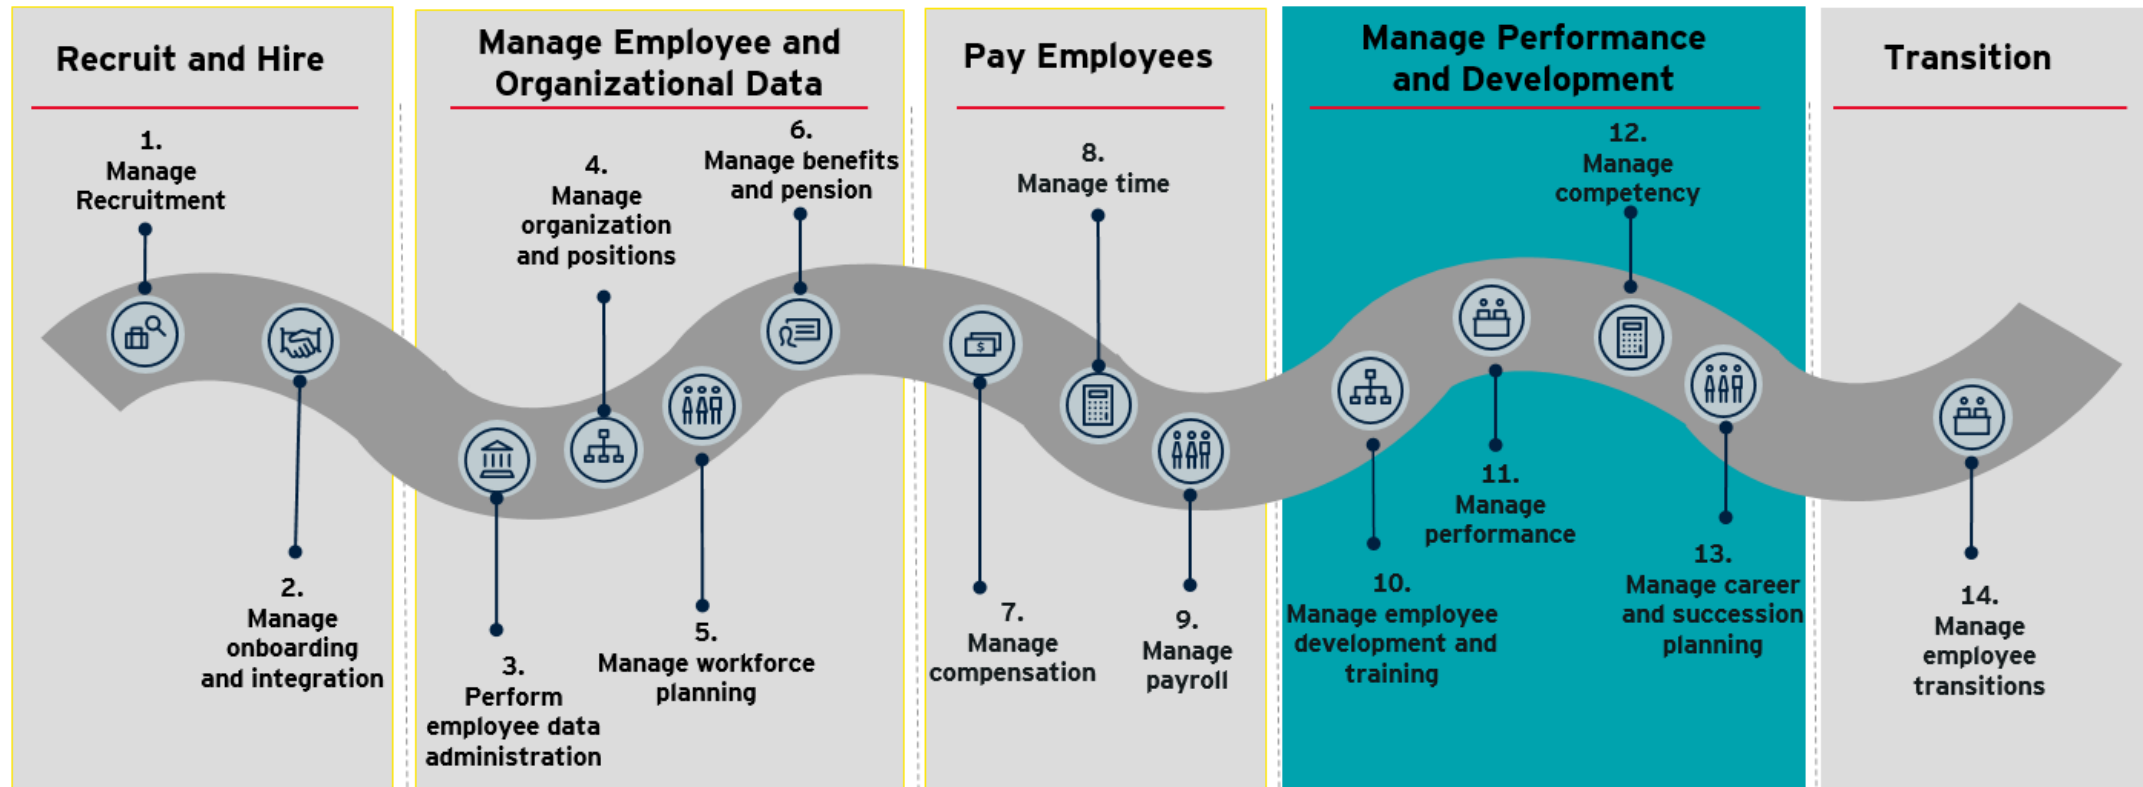 Recruit and Hire
1.
Manage
Recruitment
2.
Manage
onboarding
and integration
Manage Employee and
Organizational Data
3.
Perform
employee data
administration
4.
Manage
organization
and positions
5.
Manage workforce
planning
6.
Manage benefits
and pension
Pay Employees
7.
Manage
compensation
$
8.
Manage time
9.
Manage
payroll
Manage Performance
and Development
10.
Manage employee
development and
training
11.
Manage
performance
12.
Manage
competency
13.
Manage career
and succession
planning
Transition
14.
Manage
employee
transitions